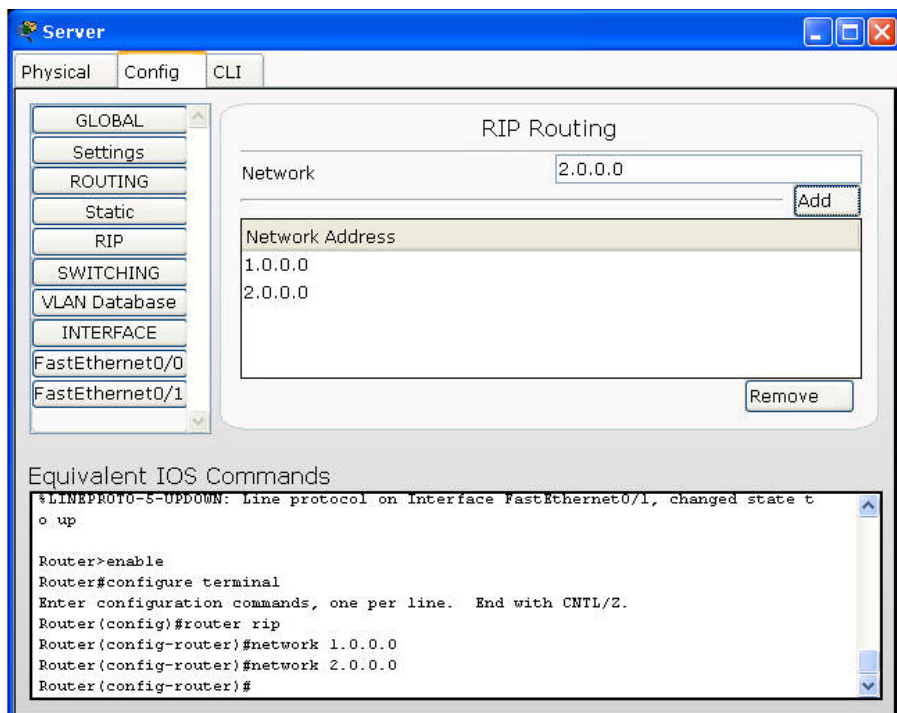 Server
Physical Config CLI
GLOBAL
Settings
ROUTING
Static
RIP
SWITCHING
VLAN Database
INTERFACE
FastEthernet0/0
FastEthernet0/1
RIP Routing
Network 2.0.0.0
Add
Network Address
1.0.0.0
2.0.0.0
Remove
Equivalent IOS Commands
%LINEPROTO-5-UPDOWN: Line protocol on Interface FastEthernet0/1, changed state t
o up
Router>enable
Router#configure terminal
Enter configuration commands, one per line.  End with CNTL/Z.
Router(config)#router rip
Router(config-router)#network 1.0.0.0
Router(config-router)#network 2.0.0.0
Router(config-router)#